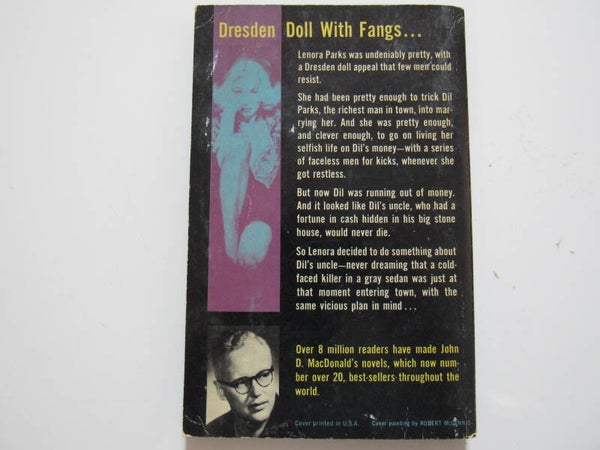 Dresden Doll With Fangs...
Lenora Parks was undeniably pretty, with
a Dresden doll appeal that few men could
resist.
She had been pretty enough to trick Dil
Parks, the richest man in town, into mar-
rying her. And she was pretty enough,
and clever enough, to go on living her
selfish life on Dil's money—with a series
of faceless men for kicks, whenever she
got restless.
But now Dil was running out of money.
And it looked like Dil's uncle, who had a
fortune in cash hidden in his big stone
house, would never die.
So Lenora decided to do something about
Dil's uncle—never dreaming that a cold-
faced killer in a gray sedan was just at
that moment entering town, with the
same vicious plan in mind...
Over 8 million readers have made John
D. MacDonald's novels, which now num-
ber over 20, best-sellers throughout the
world.
Cover printed in U.S.A. Cover painting by ROBERT